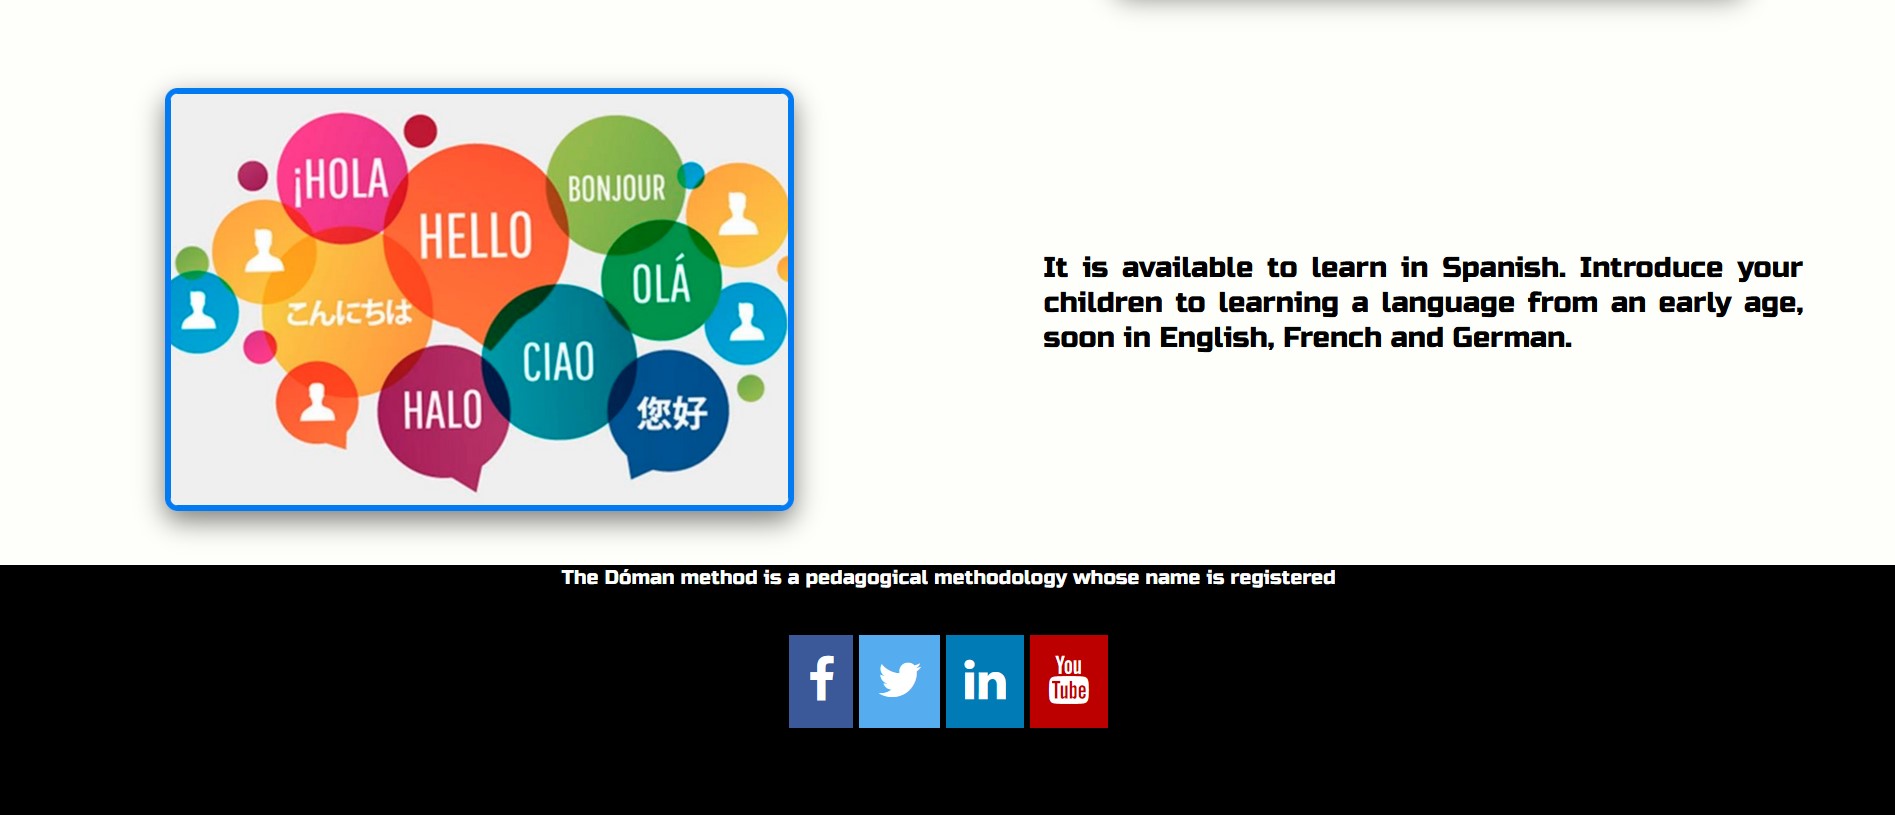 ¡HOLA
HELLO
BONJOUR
OLÁ
こんにちは
CIAO
HALO
您好
It is available to learn in Spanish. Introduce your
children to learning a language from an early age,
soon in English, French and German.
The Dóman method is a pedagogical methodology whose name is registered
f
in
You
Tube